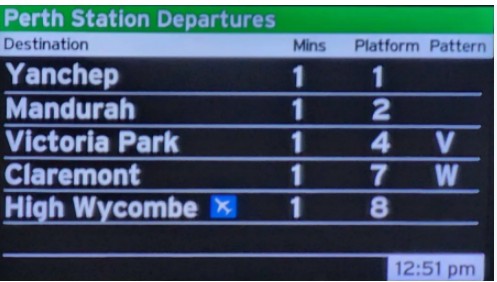 Perth Station Departures
Destination Mins Platform Pattern
Yanchep 1 1
Mandurah 1 2
Victoria Park 1 4 V
Claremont 1 7 W
High Wycombe 1 8
12:51 pm